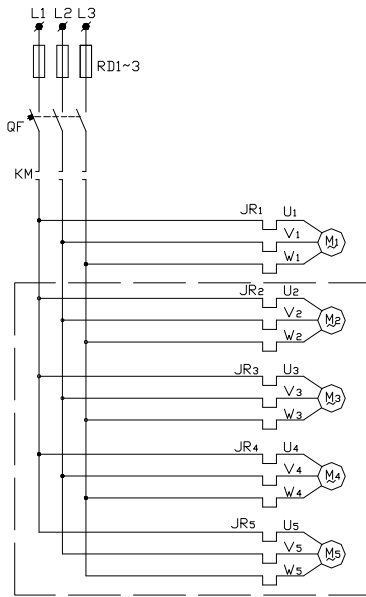 L1 L2 L3
RD1~3
QF
KM
JR1 U1
V1 M1
~
W1
JR2 U2
V2 M2
~
W2
JR3 U3
V3 M3
~
W3
JR4 U4
V4 M4
~
W4
JR5 U5
V5 M5
~
W5